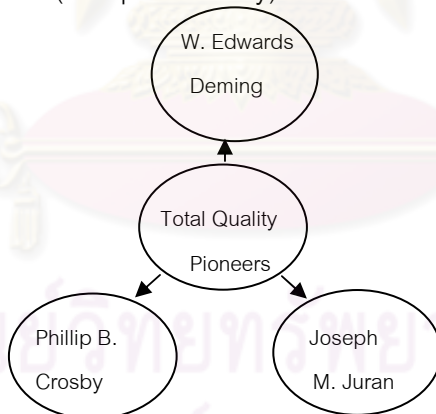 W. Edwards
Deming
Total Quality
Pioneers
Phillip B.
Crosby
Joseph
M. Juran